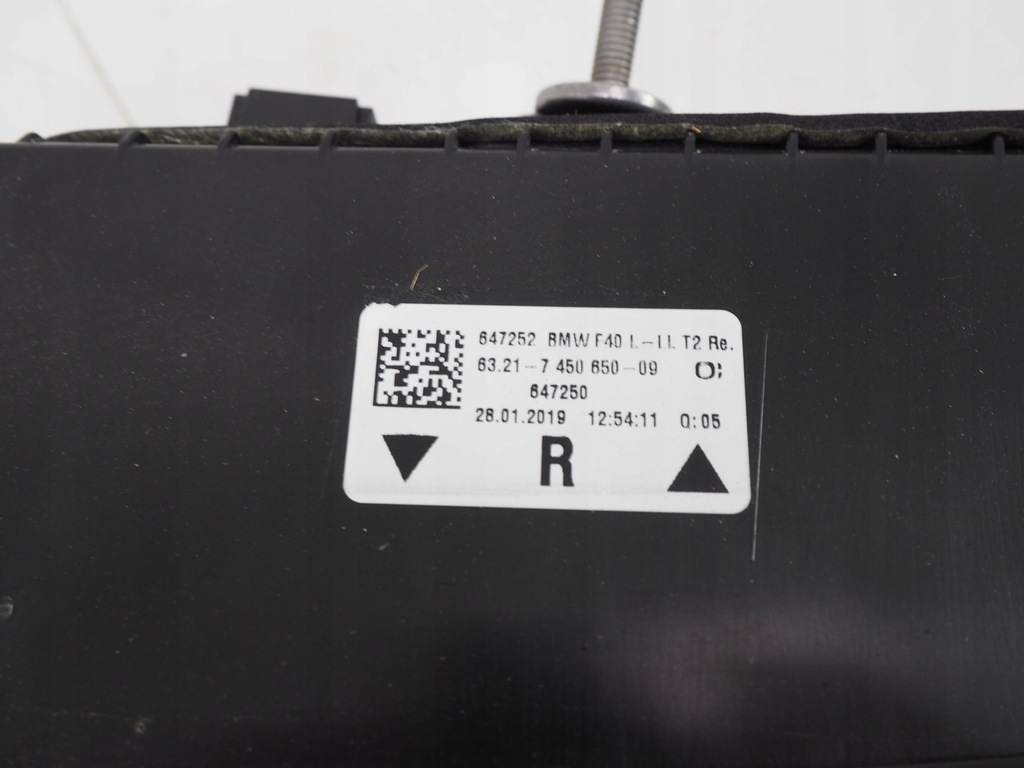 647252 BMW F40 L-LL T2 Re.
63.21-7 450 650-09
647250
28.01.2019 12:54:11 Q:05
R